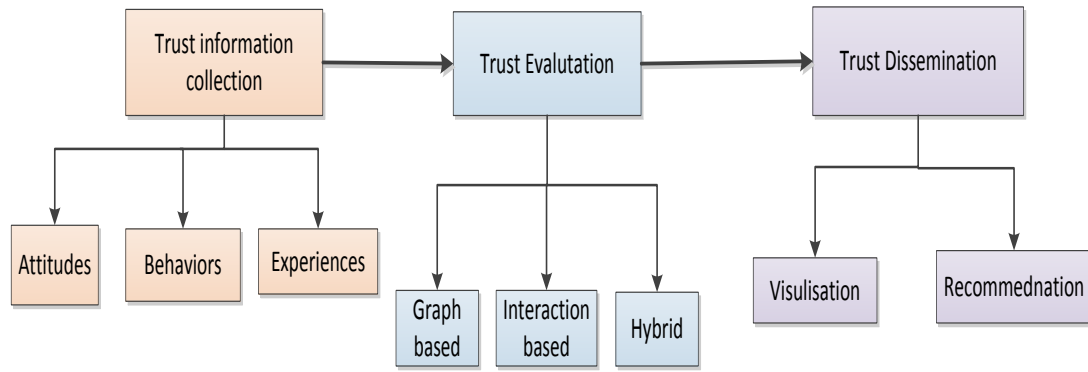 Trust information
collection
Trust Evalutation
Trust Dissemination
Attitudes
Behaviors
Experiences
Graph
based
Interaction
based
Hybrid
Visulisation
Recommednation